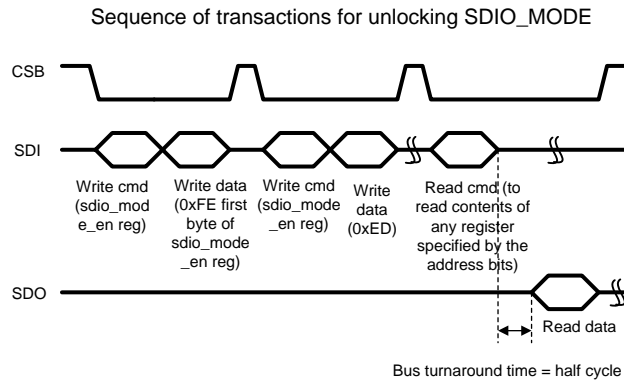 Sequence of transactions for unlocking SDIO_MODE
CSB
SDI
Write cmd
(sdio_mod
e_en reg)
Write data
(0xFE first
byte of
sdio_mode
_en reg)
Write cmd
(sdio_mode
_en reg)
Write
data
(0xED)
Read cmd (to
read contents of
any register
specified by the
address bits)
SDO
Read data
Bus turnaround time = half cycle